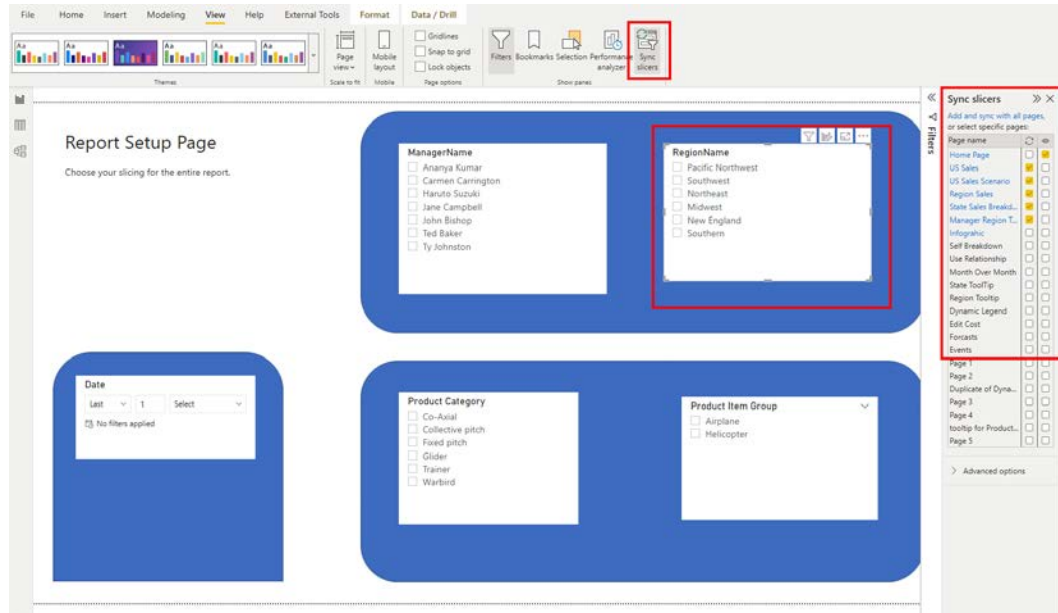 File Home Insert Modeling View Help External Tools Format Data / Drill
Aa Aa Aa Aa Aa Aa
Page view
Mobile layout
Gridlines
Snap to grid
Lock objects
Filters Bookmarks Selection Performance analyzer Sync slicers
Themes Scale to fit Mobile Page options Show panes
Report Setup Page
Choose your slicing for the entire report.
ManagerName
Ananya Kumar
Carmen Carrington
Haruto Suzuki
Jane Campbell
John Bishop
Ted Baker
Ty Johnston
RegionName
Pacific Northwest
Southwest
Northeast
Midwest
New England
Southern
Date
Last 1 Select
No filters applied
Product Category
Co-Axial
Collective pitch
Fixed pitch
Glider
Trainer
Warbird
Product Item Group
Airplane
Helicopter
Filters
Sync slicers
Add and sync with all pages,
or select specific pages:
Page name
Home Page
US Sales
US Sales Scenario
Region Sales
State Sales Breakd...
Manager Region T...
Infograhic
Self Breakdown
Use Relationship
Month Over Month
State ToolTip
Region Tooltip
Dynamic Legend
Edit Cost
Forcasts
Events
Page 1
Page 2
Duplicate of Dyna...
Page 3
Page 4
tooltip for Product...
Page 5
Advanced options